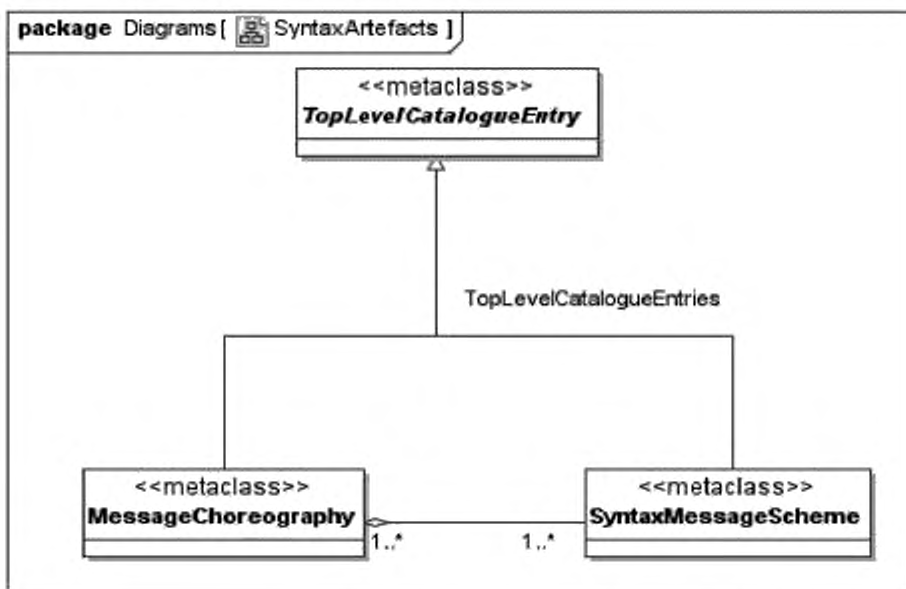 package Diagrams[ SyntaxArtefacts ]
<<metaclass>>
TopLevelCatalogueEntry
TopLevelCatalogueEntries
<<metaclass>>
MessageChoreography
<<metaclass>>
SyntaxMessageScheme
1..*
1..*